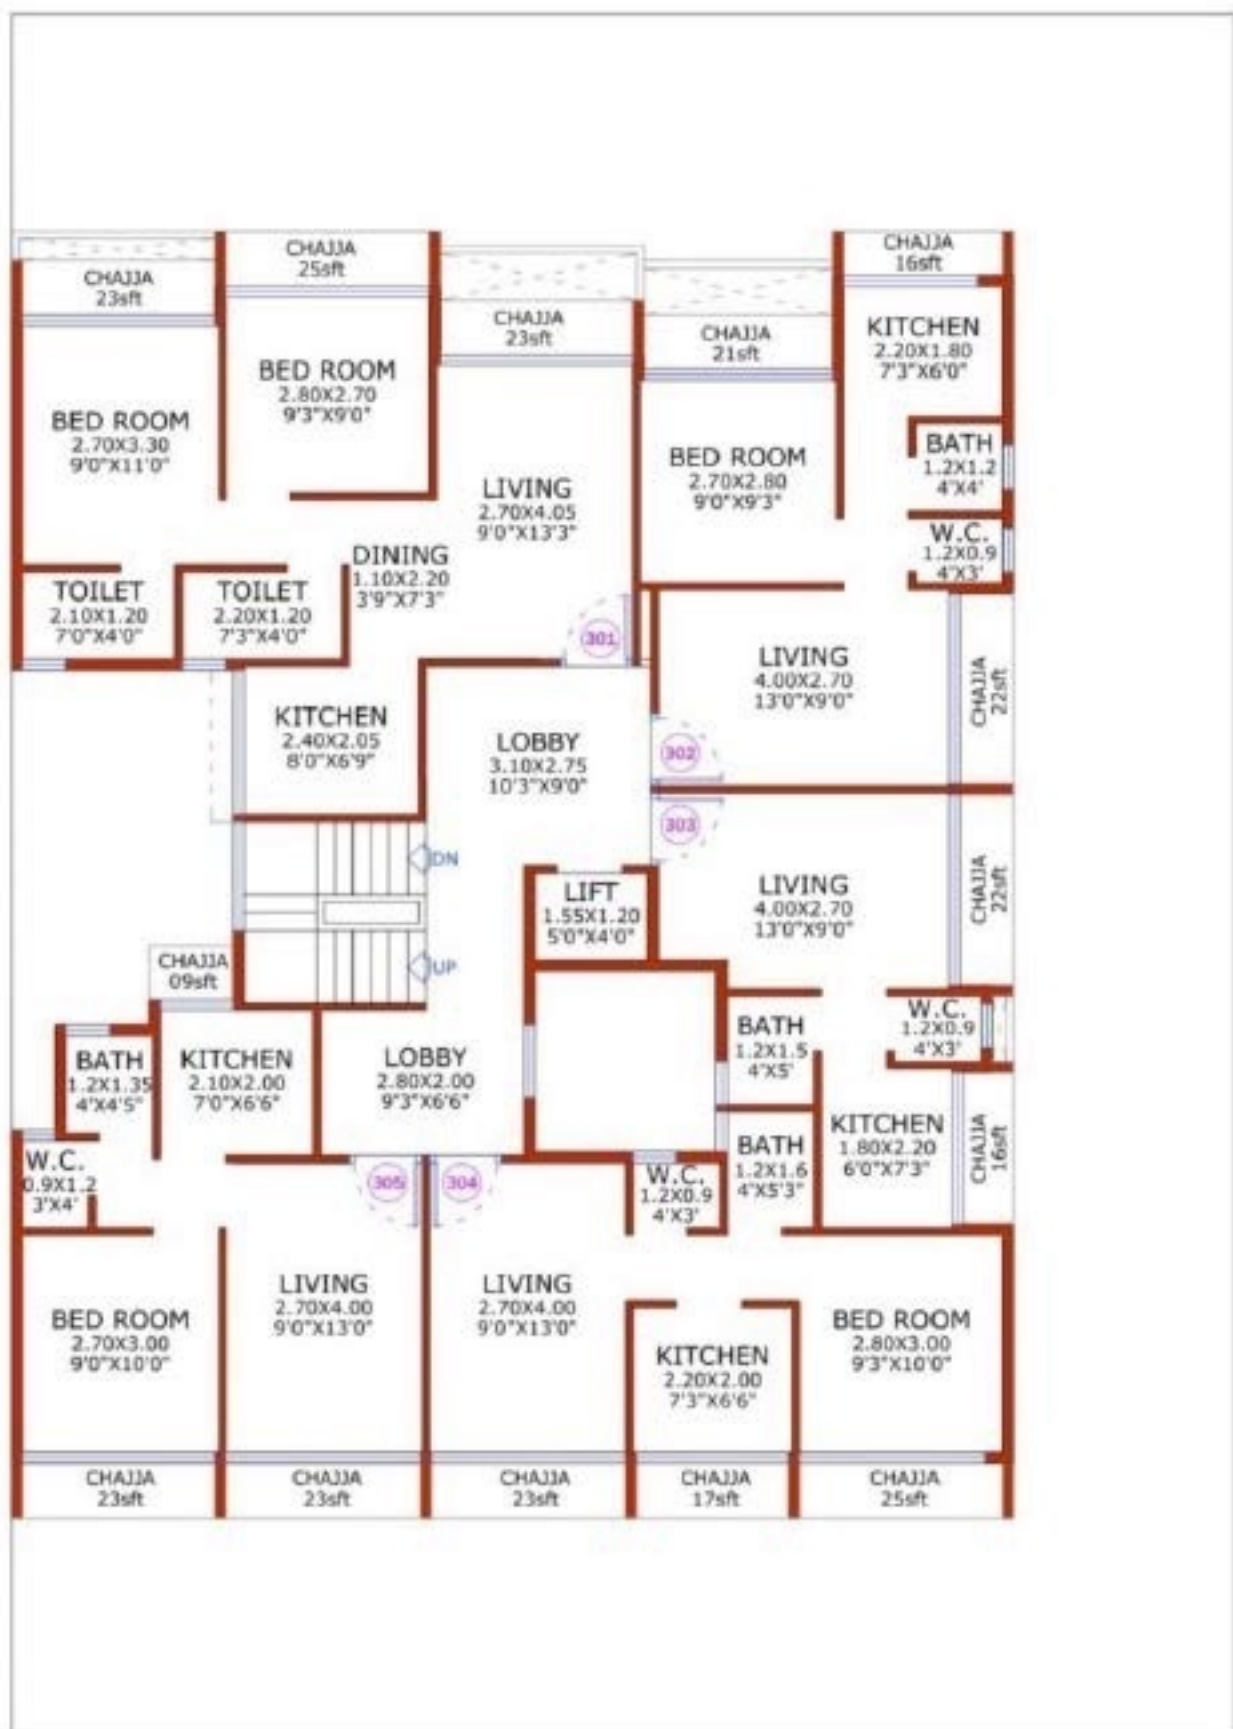 CHAJJA
23sft
CHAJJA
25sft
CHAJJA
23sft
CHAJJA
21sft
CHAJJA
16sft
KITCHEN
2.20X1.80
7'3"X6'0"
BED ROOM
2.80X2.70
9'3"X9'0"
BED ROOM
2.70X3.30
9'0"X11'0"
BED ROOM
2.70X2.80
9'0"X9'3"
BATH
1.2X1.2
4'X4'
LIVING
2.70X4.05
9'0"X13'3"
W.C.
1.2X0.9
4'X3'
DINING
1.10X2.20
3'9"X7'3"
TOILET
2.10X1.20
7'0"X4'0"
TOILET
2.20X1.20
7'3"X4'0"
301
LIVING
4.00X2.70
13'0"X9'0"
CHAJJA
22sft
KITCHEN
2.40X2.05
8'0"X6'9"
LOBBY
3.10X2.75
10'3"X9'0"
302
303
DN
LIFT
1.55X1.20
5'0"X4'0"
LIVING
4.00X2.70
13'0"X9'0"
CHAJJA
22sft
UP
CHAJJA
09sft
W.C.
1.2X0.9
4'X3'
BATH
1.2X1.5
4'X5'
BATH
1.2X1.35
4'X4'5"
KITCHEN
2.10X2.00
7'0"X6'6"
LOBBY
2.80X2.00
9'3"X6'6"
KITCHEN
1.80X2.20
6'0"X7'3"
CHAJJA
16sft
BATH
1.2X1.6
4'X5'3"
W.C.
0.9X1.2
3'X4'
305
304
W.C.
1.2X0.9
4'X3'
LIVING
2.70X4.00
9'0"X13'0"
LIVING
2.70X4.00
9'0"X13'0"
BED ROOM
2.70X3.00
9'0"X10'0"
BED ROOM
2.80X3.00
9'3"X10'0"
KITCHEN
2.20X2.00
7'3"X6'6"
CHAJJA
23sft
CHAJJA
23sft
CHAJJA
23sft
CHAJJA
17sft
CHAJJA
25sft